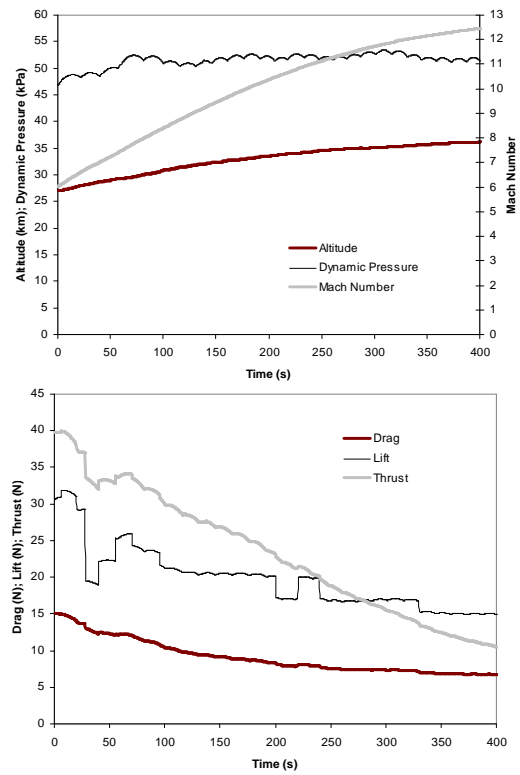 60
55
50
45
40
35
30
25
20
15
10
5
0
13
12
11
10
9
8
7
6
5
4
3
2
1
0
Altitude (km); Dynamic Pressure (kPa)
Mach Number
Altitude
Dynamic Pressure
Mach Number
0 50 100 150 200 250 300 350 400
Time (s)
45
40
35
30
25
20
15
10
5
0
Drag (N); Lift (N); Thrust (N)
Drag
Lift
Thrust
0 50 100 150 200 250 300 350 400
Time (s)